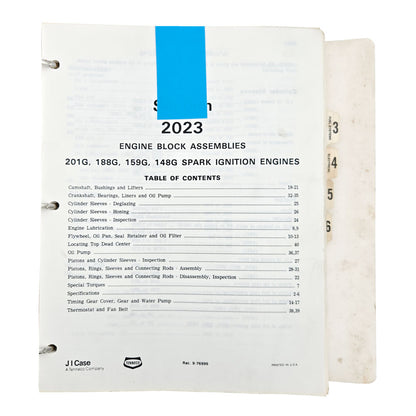 2023
ENGINE BLOCK ASSEMBLIES
201G, 188G, 159G, 148G SPARK IGNITION ENGINES
TABLE OF CONTENTS
Camshaft, Bushings and Lifters 18-21
Crankshaft, Bearings, Liners and Oil Pump 32-35
Cylinder Sleeves - Deglazing 25
Cylinder Sleeves - Honing 26
Cylinder Sleeves - Inspection 24
Engine Lubrication 8,9
Flywheel, Oil Pan, Seal Retainer and Oil Filter 10-13
Locating Top Dead Center 40
Oil Pump 36,37
Pistons and Cylinder Sleeves - Inspection 27
Pistons, Rings, Sleeves and Connecting Rods - Assembly 28-31
Pistons, Rings, Sleeves and Connecting Rods - Disassembly, Inspection 22
Special Torques 7
Specifications
Timing Gear Cover, Gear and Water Pump 14-17
Thermostat and Fan Belt 38,39
J I Case
A Tenneco Company
TENNECO
PRINTED IN U.S.A.
3
4
5
6